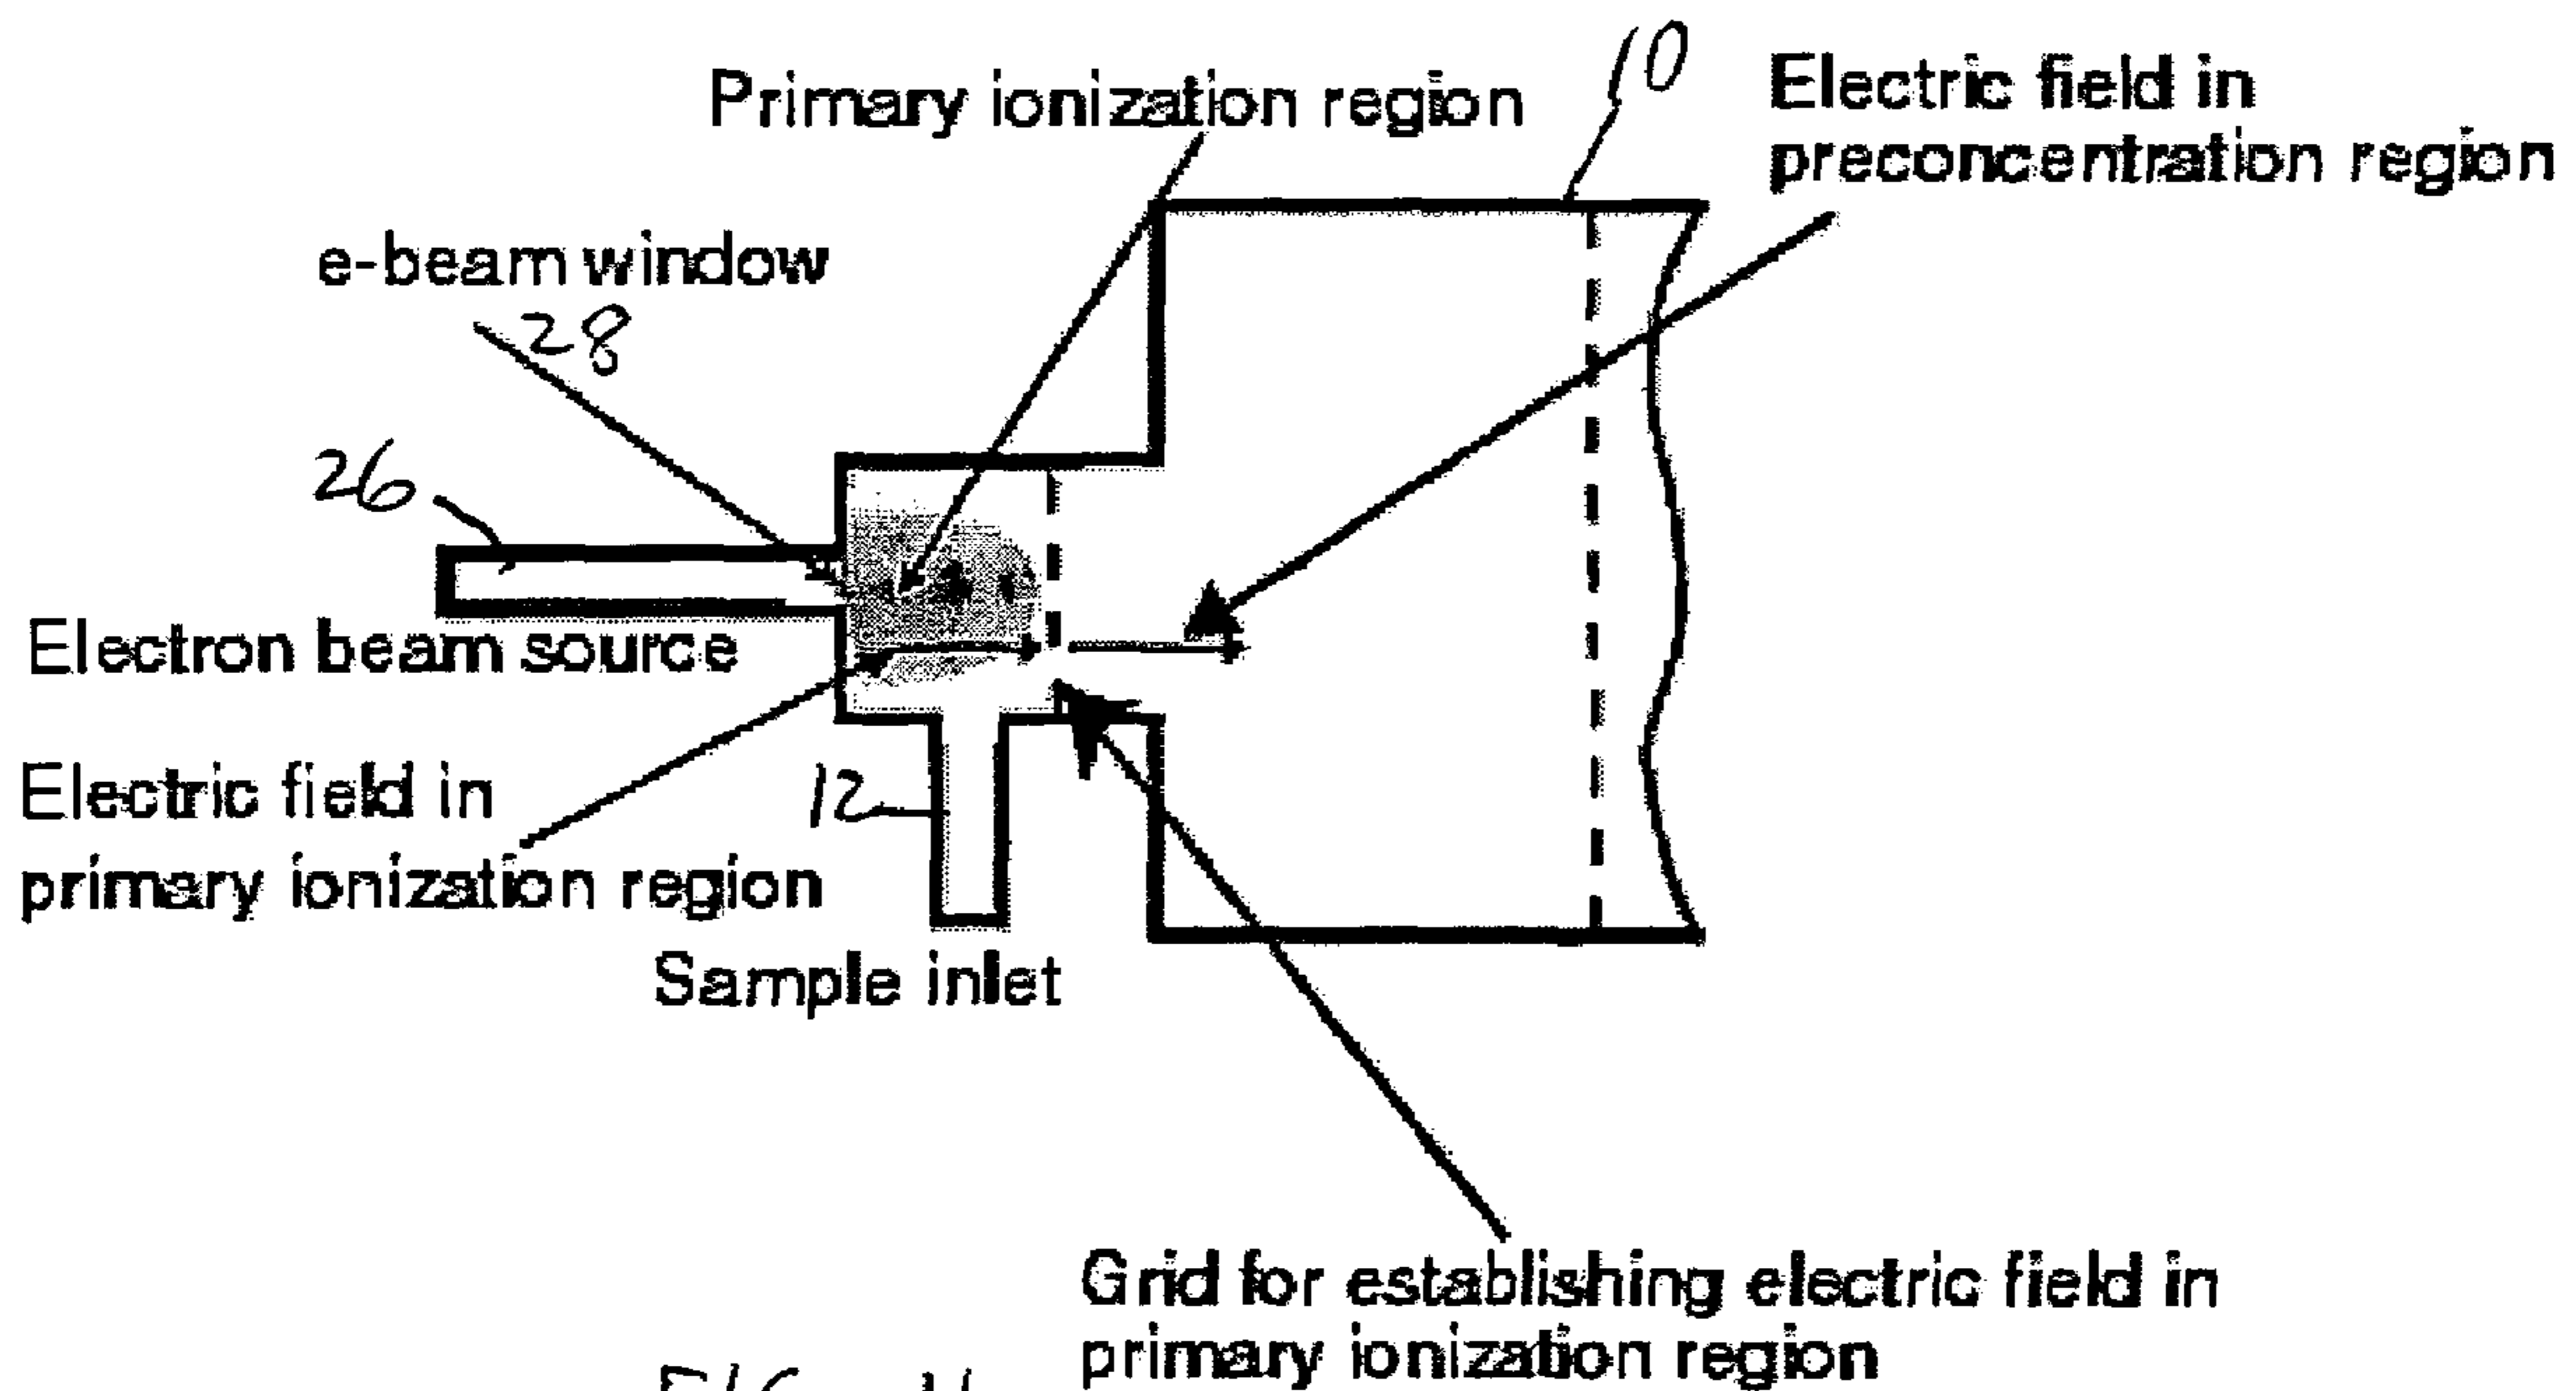 10
Primary ionization region
Electric field in
preconcentration region
e-beam window
28
26
Electron beam source
Electric field in
primary ionization region
12
Sample inlet
Grid for establishing electric field in
primary ionization region